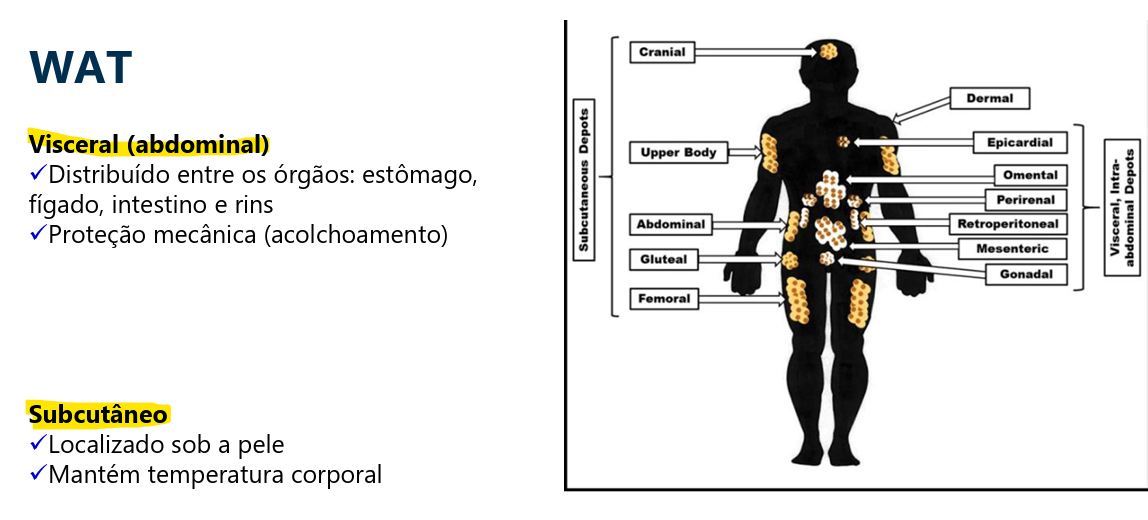 WAT
Visceral (abdominal)
✓Distribuído entre os órgãos: estômago,
fígado, intestino e rins
✓Proteção mecânica (acolchoamento)
Subcutâneo
✓Localizado sob a pele
✓Mantém temperatura corporal
Subcutaneous Depots
Cranial
Upper Body
Abdominal
Gluteal
Femoral
Dermal
Epicardial
Omental
Perirenal
Retroperitoneal
Mesenteric
Gonadal
Visceral, Intra-
abdominal Depots